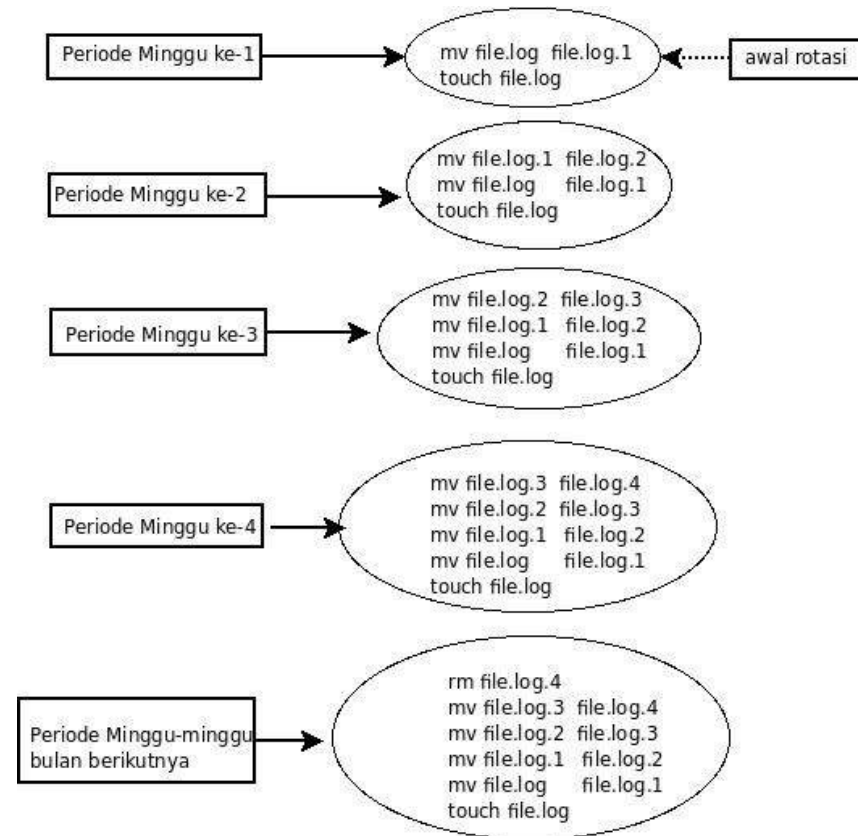 Periode Minggu ke-1
mv file.log file.log.1
touch file.log
awal rotasi
Periode Minggu ke-2
mv file.log.1 file.log.2
mv file.log file.log.1
touch file.log
Periode Minggu ke-3
mv file.log.2 file.log.3
mv file.log.1 file.log.2
mv file.log file.log.1
touch file.log
Periode Minggu ke-4
mv file.log.3 file.log.4
mv file.log.2 file.log.3
mv file.log.1 file.log.2
mv file.log file.log.1
touch file.log
Periode Minggu-minggu
bulan berikutnya
rm file.log.4
mv file.log.3 file.log.4
mv file.log.2 file.log.3
mv file.log.1 file.log.2
mv file.log file.log.1
touch file.log